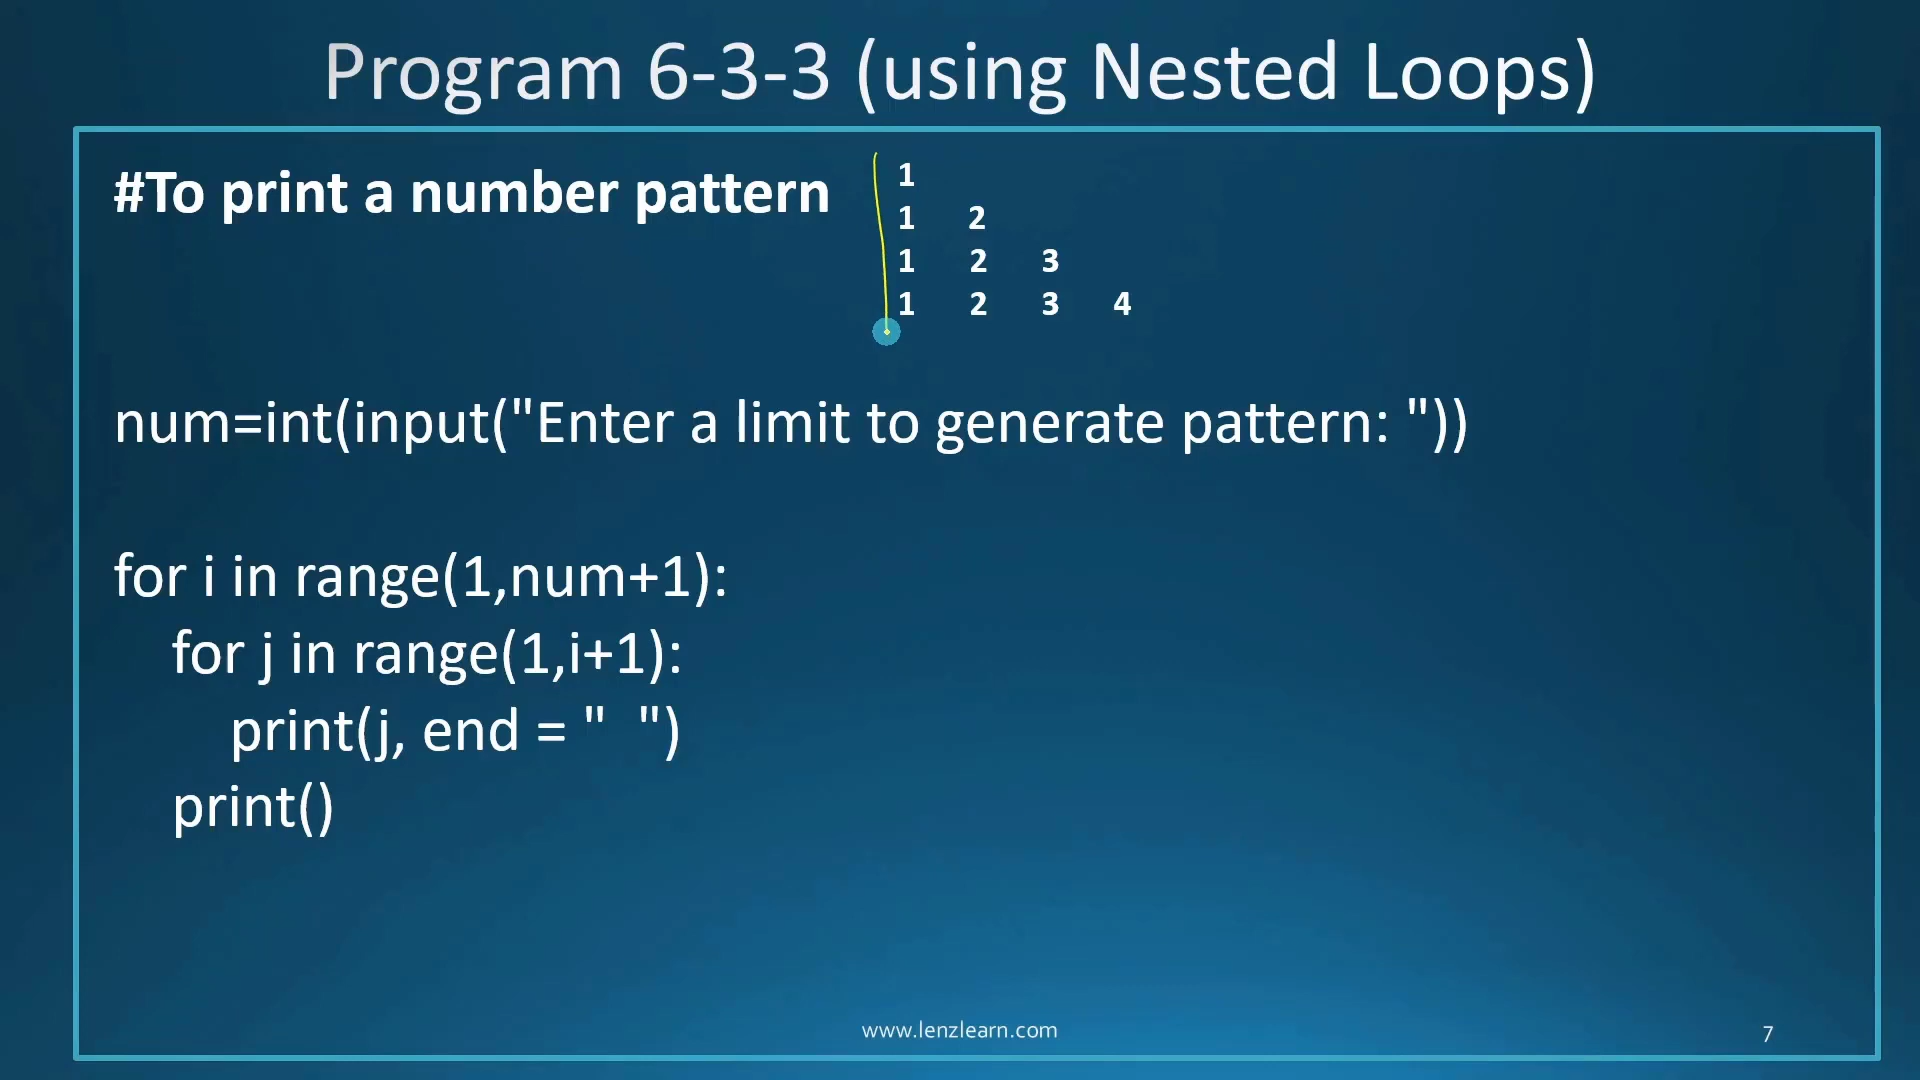 Program 6-3-3 (using Nested Loops)
#To print a number pattern
1
1 2
1 2 3
1 2 3 4
num=int(input("Enter a limit to generate pattern: "))
for i in range(1,num+1):
for j in range(1,i+1):
print(j, end = "  ")
print()
www.lenzlearn.com
7